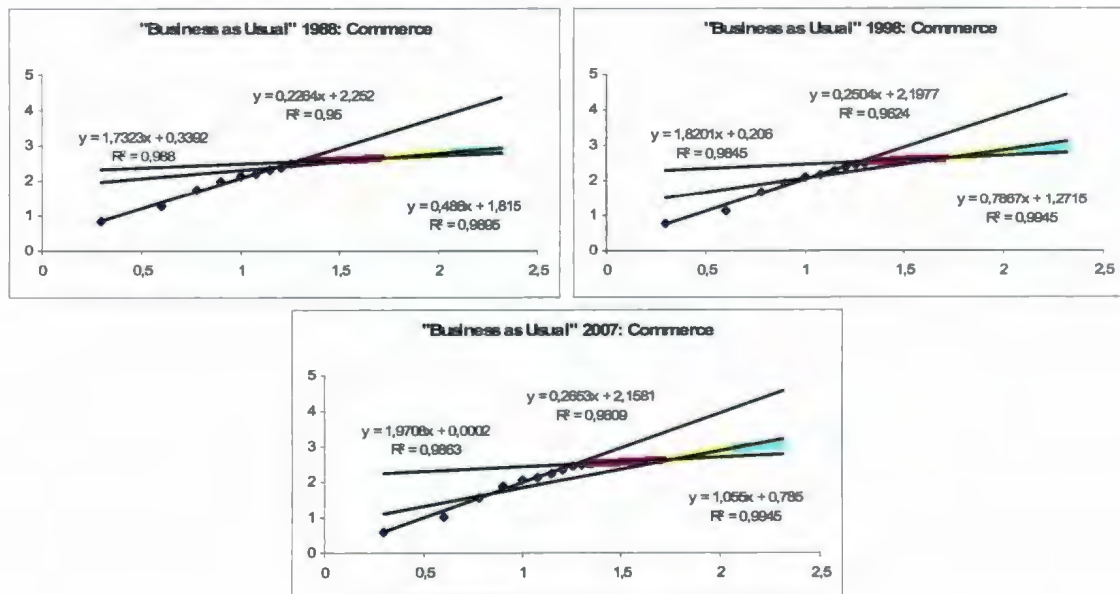 "Business as Usual" 1988: Commerce
5
4
3
2
1
0
y = 0,2264x + 2,252
R² = 0,95
y = 1,7323x + 0,3392
R² = 0,988
y = 0,488x + 1,815
R² = 0,9895
0
0,5
1
1,5
2
2,5
"Business as Usual" 1998: Commerce
5
4
3
2
1
0
y = 0,2504x + 2,1977
R² = 0,9624
y = 1,8201x + 0,206
R² = 0,9845
y = 0,7867x + 1,2715
R² = 0,9945
0
0,5
1
1,5
2
2,5
"Business as Usual" 2007: Commerce
5
4
3
2
1
0
y = 0,2653x + 2,1581
R² = 0,9609
y = 1,9708x + 0,0002
R² = 0,9863
y = 1,055x + 0,785
R² = 0,9945
0
0,5
1
1,5
2
2,5